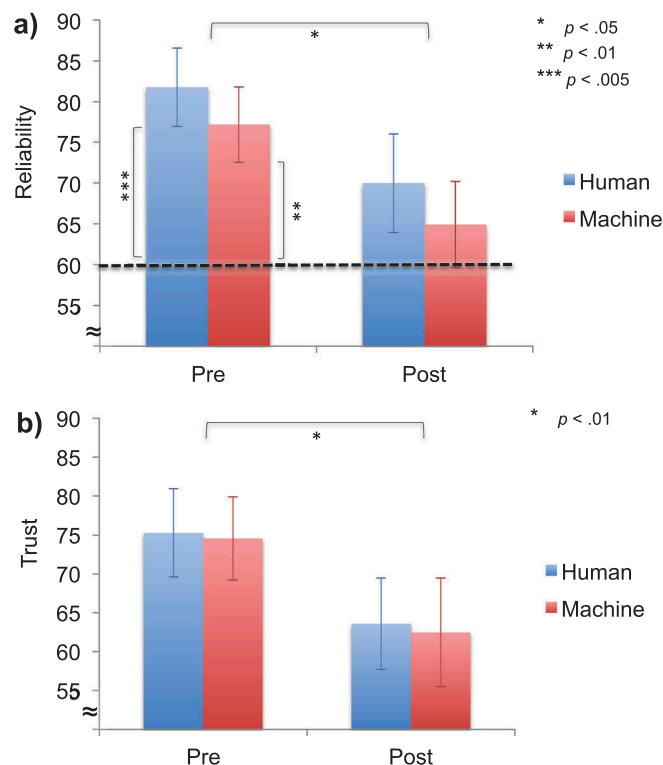 a)
90
85
80
75
70
65
60
55
≈
Reliability
*
***
**
* p < .05
** p < .01
*** p < .005
Human
Machine
Pre Post
b)
90
85
80
75
70
65
60
55
≈
Trust
*
* p < .01
Human
Machine
Pre Post